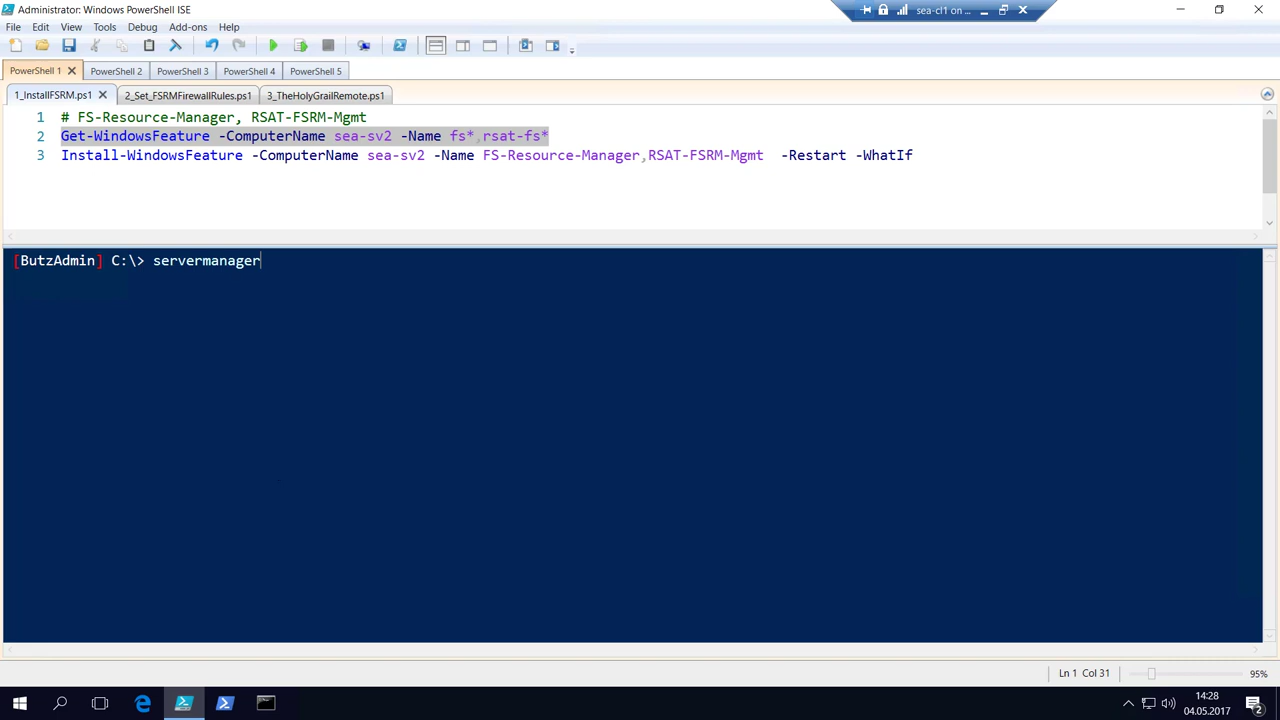 Administrator: Windows PowerShell ISE
sea-cl1 on ...
File Edit View Tools Debug Add-ons Help
PowerShell 1 PowerShell 2 PowerShell 3 PowerShell 4 PowerShell 5
1_InstallFSRM.ps1 2_Set_FSRMFirewallRules.ps1 3_TheHolyGrailRemote.ps1
1 # FS-Resource-Manager, RSAT-FSRM-Mgmt
2 Get-WindowsFeature -ComputerName sea-sv2 -Name fs*,rsat-fs*
3 Install-WindowsFeature -ComputerName sea-sv2 -Name FS-Resource-Manager,RSAT-FSRM-Mgmt -Restart -WhatIf
[ButzAdmin] C:\> servermanager
Ln 1 Col 31 95%
14:28
04.05.2017
2